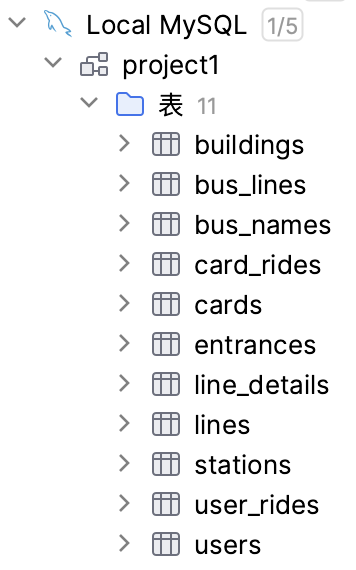 Local MySQL 1/5
project1
表 11
buildings
bus_lines
bus_names
card_rides
cards
entrances
line_details
lines
stations
user_rides
users